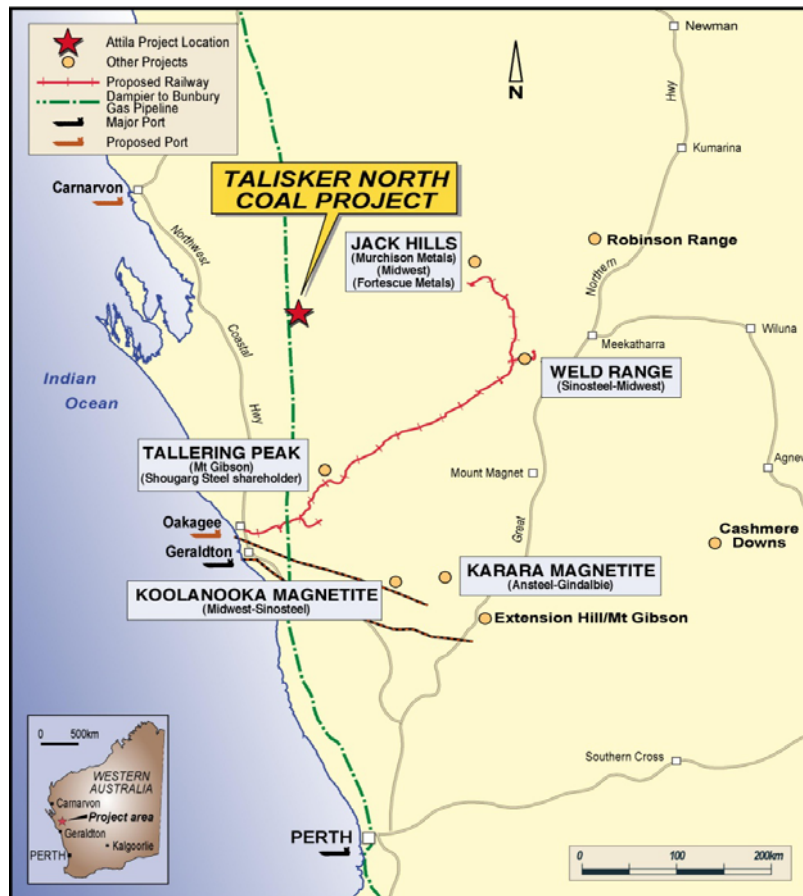 Attila Project Location
Other Projects
Proposed Railway
Dampier to Bunbury
Gas Pipeline
Major Port
Proposed Port
N
Newman
Hwy
Kumarina
Carnarvon
TALISKER NORTH
COAL PROJECT
Northwest
Coastal
Hwy
JACK HILLS
(Murchison Metals)
(Midwest)
(Fortescue Metals)
Robinson Range
Northern
Meekatharra
Wiluna
Indian
Ocean
WELD RANGE
(Sinosteel-Midwest)
TALLERING PEAK
(Mt Gibson)
(Shougarg Steel shareholder)
Mount Magnet
Agnew
Great
Oakagee
Geraldton
Cashmere
Downs
KOOLANOOKA MAGNETITE
(Midwest-Sinosteel)
KARARA MAGNETITE
(Ansteel-Gindalbie)
Extension Hill/Mt Gibson
Southern Cross
PERTH
0 500km
WESTERN
AUSTRALIA
Carnarvon
Project area
Geraldton
Kalgoorlie
PERTH
0 100 200km